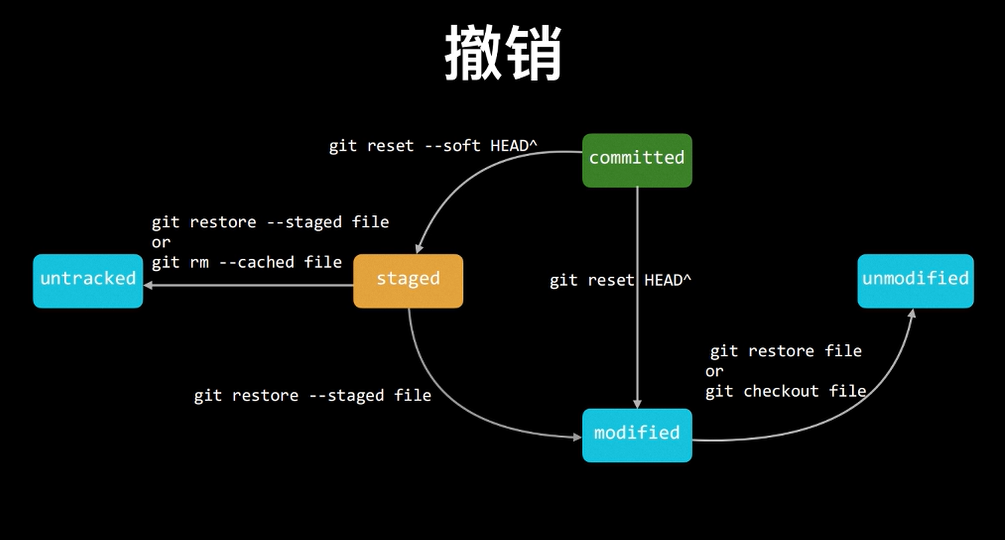 撤销
git reset --soft HEAD^
committed
git restore --staged file
or
git rm --cached file
untracked
staged
git reset HEAD^
unmodified
git restore file
or
git checkout file
git restore --staged file
modified